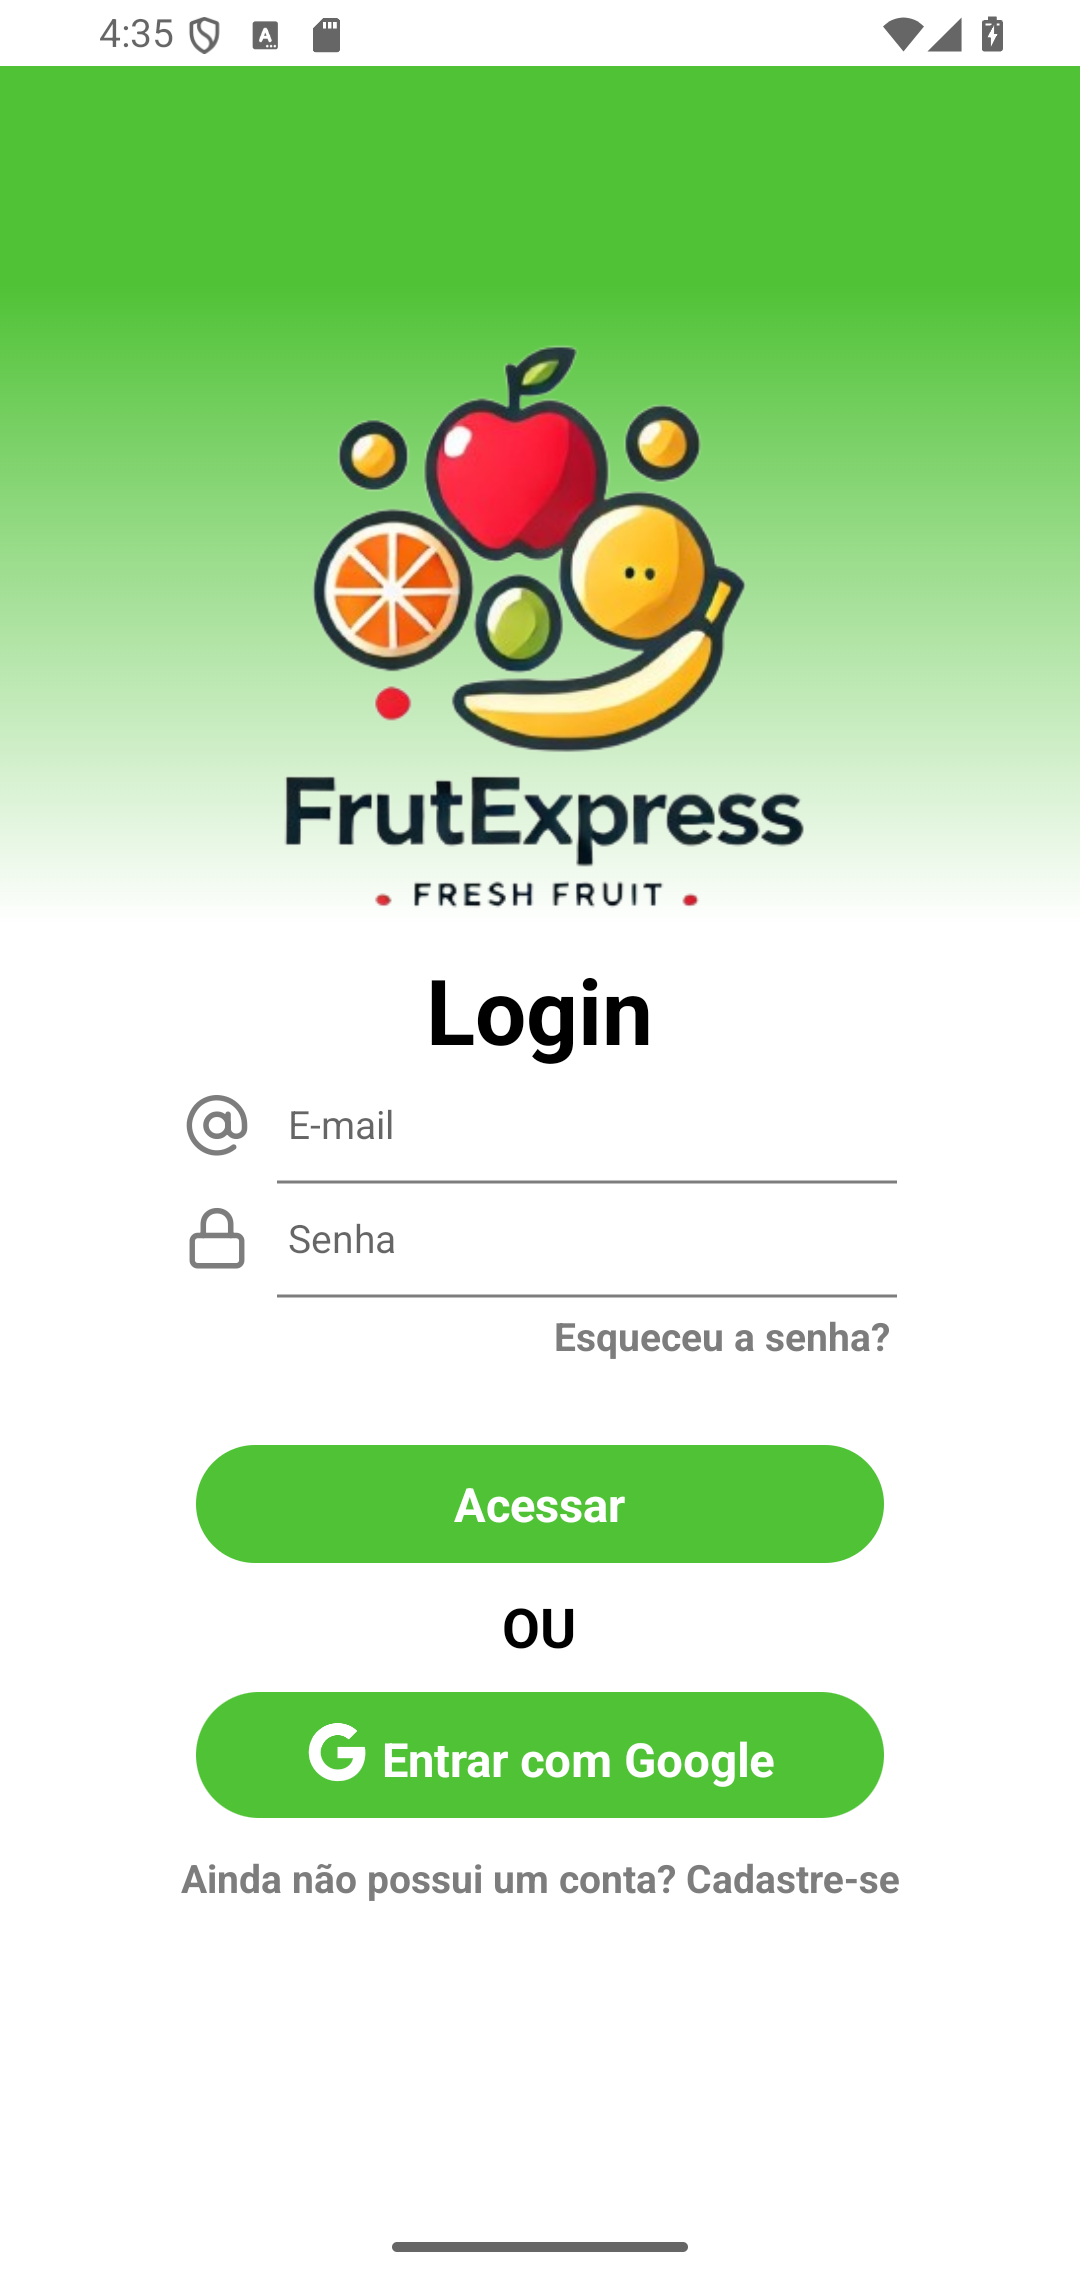 4:35
FrutExpress
FRESH FRUIT
Login
E-mail
Senha
Esqueceu a senha?
Acessar
OU
Entrar com Google
Ainda não possui um conta? Cadastre-se